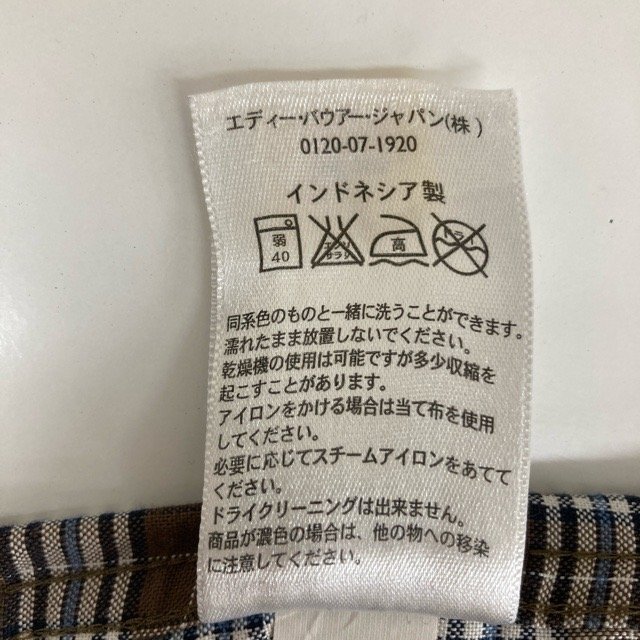 エディー・バウアー・ジャパン(株)
0120-07-1920
インドネシア製
弱
40
エンソ
サラシ
高
ドライ
同系色のものと一緒に洗うことができます。
濡れたまま放置しないでください。
乾燥機の使用は可能ですが多少収縮を
起こすことがあります。
アイロンをかける場合は当て布を使用
してください。
必要に応じてスチームアイロンをあてて
ください。
ドライクリーニングは出来ません。
商品が濃色の場合は、他の物への移染
に注意してください。